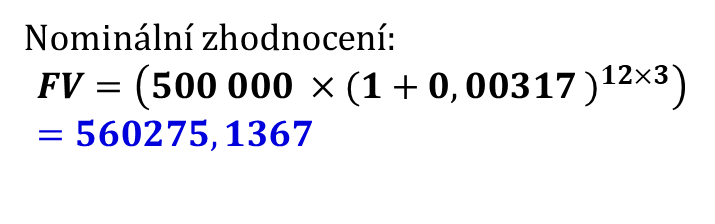 Nominální zhodnocení:
FV = (500 000 × (1 + 0,00317 )^{12×3})
= 560275,1367